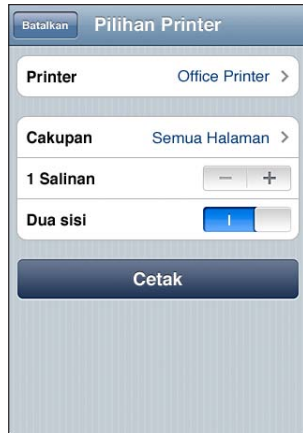 Batalkan Pilihan Printer
Printer Office Printer >
Cakupan Semua Halaman >
1 Salinan − +
Dua sisi
Cetak